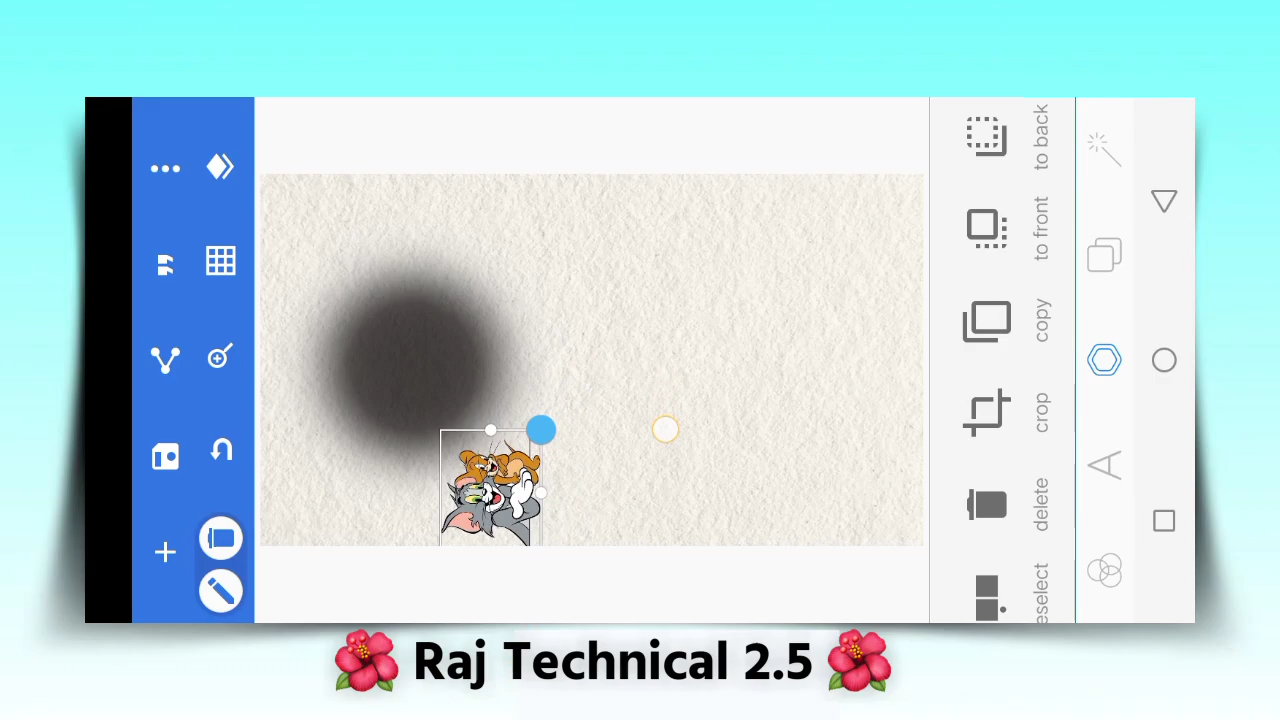 to back
to front
copy
crop
delete
eselect
Raj Technical 2.5